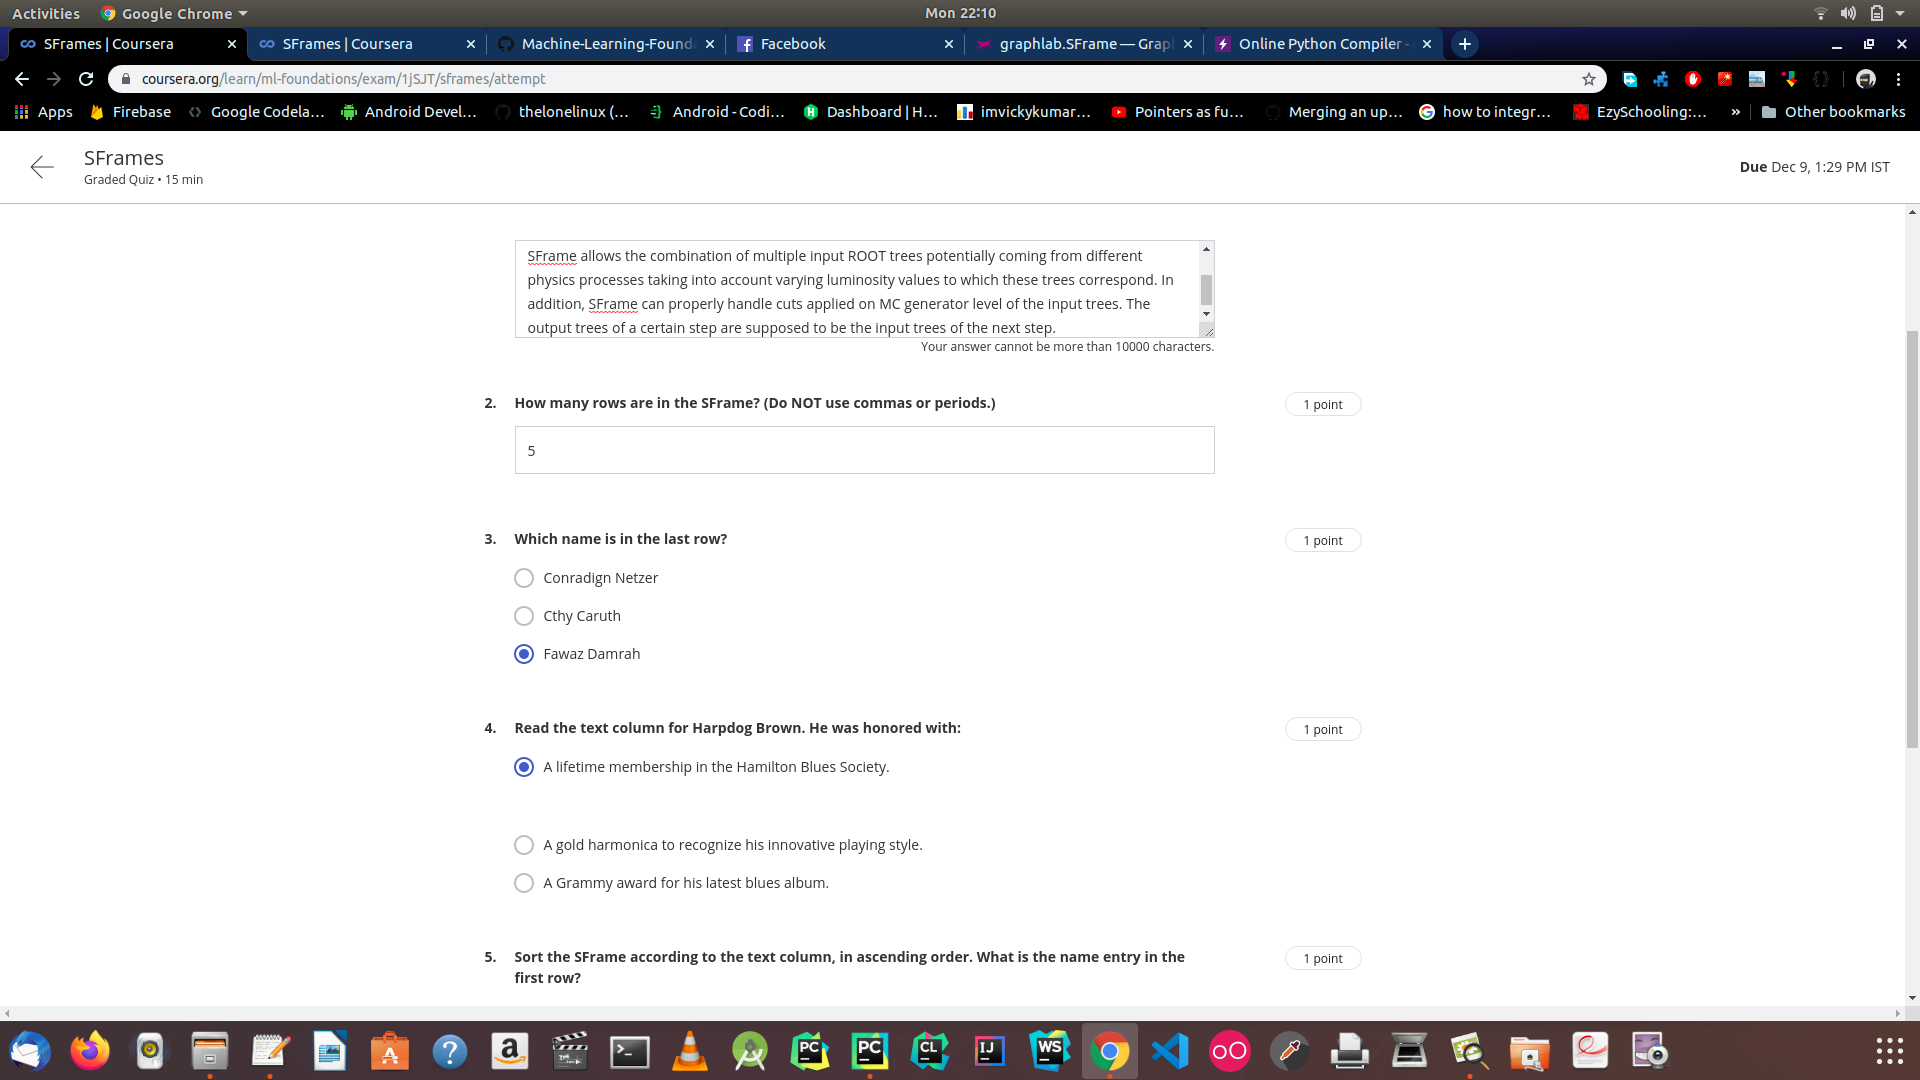 Activities
Google Chrome
Mon 22:10
SFrames | Coursera
SFrames | Coursera
Machine-Learning-Found
Facebook
graphlab.SFrame — Grap
Online Python Compiler -
coursera.org/learn/ml-foundations/exam/1jSJT/sframes/attempt
Apps
Firebase
Google Codela...
Android Devel...
thelonelinux (...
Android - Codi...
Dashboard | H...
imvickykumar...
Pointers as fu...
Merging an up...
how to integr...
EzySchooling:...
»
Other bookmarks
SFrames
Graded Quiz • 15 min
Due Dec 9, 1:29 PM IST
SFrame allows the combination of multiple input ROOT trees potentially coming from different
physics processes taking into account varying luminosity values to which these trees correspond. In
addition, SFrame can properly handle cuts applied on MC generator level of the input trees. The
output trees of a certain step are supposed to be the input trees of the next step.
Your answer cannot be more than 10000 characters.
2. How many rows are in the SFrame? (Do NOT use commas or periods.)
1 point
5
3. Which name is in the last row?
1 point
Conradign Netzer
Cthy Caruth
Fawaz Damrah
4. Read the text column for Harpdog Brown. He was honored with:
1 point
A lifetime membership in the Hamilton Blues Society.
A gold harmonica to recognize his innovative playing style.
A Grammy award for his latest blues album.
5. Sort the SFrame according to the text column, in ascending order. What is the name entry in the
first row?
1 point
PC
PC
CL
IJ
WS